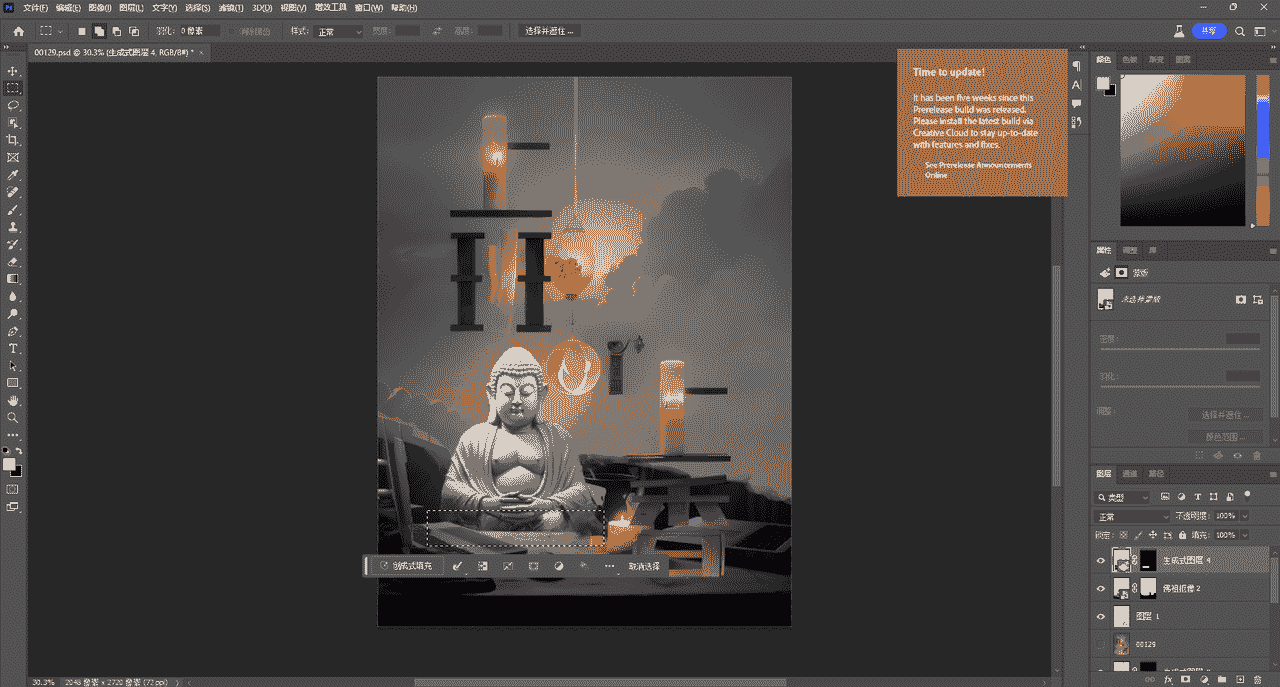 Ps 文件(F) 编辑(E) 图像(I) 图层(L) 文字(Y) 选择(S) 滤镜(T) 3D(D) 视图(V) 增效工具 窗口(W) 帮助(H)
羽化: 0 像素 消除锯齿 样式: 正常 宽度: 高度: 选择并遮住... 共享
00129.psd @ 30.3% (生成式图层 4, RGB/8#) * ×
颜色 色板 渐变 图案
Time to update!
It has been five weeks since this
Prerelease build was released.
Please install the latest build via
Creative Cloud to stay up-to-date
with features and fixes.
See Prerelease Announcements
Online
属性 调整 库
蒙版
未选择蒙版
密度:
羽化:
调整:
选择并遮住...
颜色范围...
图层 通道 路径
类型
正常 不透明度: 100%
锁定: 填充: 100%
生成式图层 4
佛祖抠像 2
图层 1
00129
创成式填充 取消选择
30.3% 2048 像素 x 2720 像素 (72 ppi)